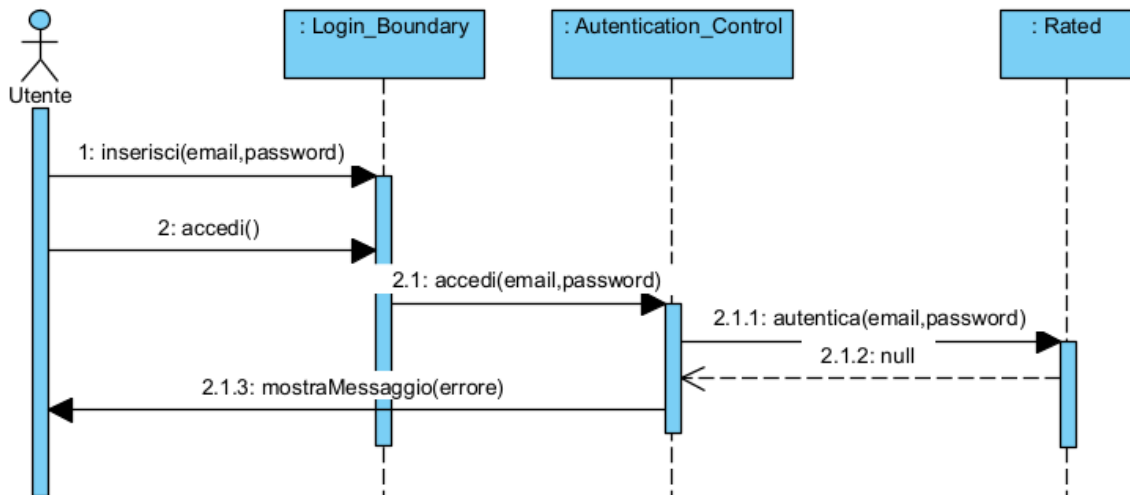 : Login_Boundary
: Autentication_Control
: Rated
Utente
1: inserisci(email,password)
2: accedi()
2.1: accedi(email,password)
2.1.1: autentica(email,password)
2.1.2: null
2.1.3: mostraMessaggio(errore)